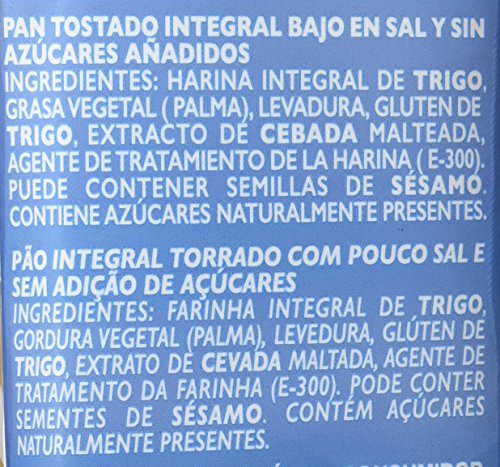 PAN TOSTADO INTEGRAL BAJO EN SAL Y SIN
AZÚCARES AÑADIDOS
INGREDIENTES: HARINA INTEGRAL DE TRIGO,
GRASA VEGETAL ( PALMA), LEVADURA, GLUTEN DE
TRIGO, EXTRACTO DE CEBADA MALTEADA,
AGENTE DE TRATAMIENTO DE LA HARINA ( E-300).
PUEDE CONTENER SEMILLAS DE SÉSAMO.
CONTIENE AZÚCARES NATURALMENTE PRESENTES.
PÃO INTEGRAL TORRADO COM POUCO SAL E
SEM ADIÇÃO DE AÇÚCARES
INGREDIENTES: FARINHA INTEGRAL DE TRIGO,
GORDURA VEGETAL (PALMA), LEVEDURA, GLÚTEN DE
TRIGO, EXTRATO DE CEVADA MALTADA, AGENTE DE
TRATAMENTO DA FARINHA (E-300). PODE CONTER
SEMENTES DE SÉSAMO. CONTÉM AÇÚCARES
NATURALMENTE PRESENTES.